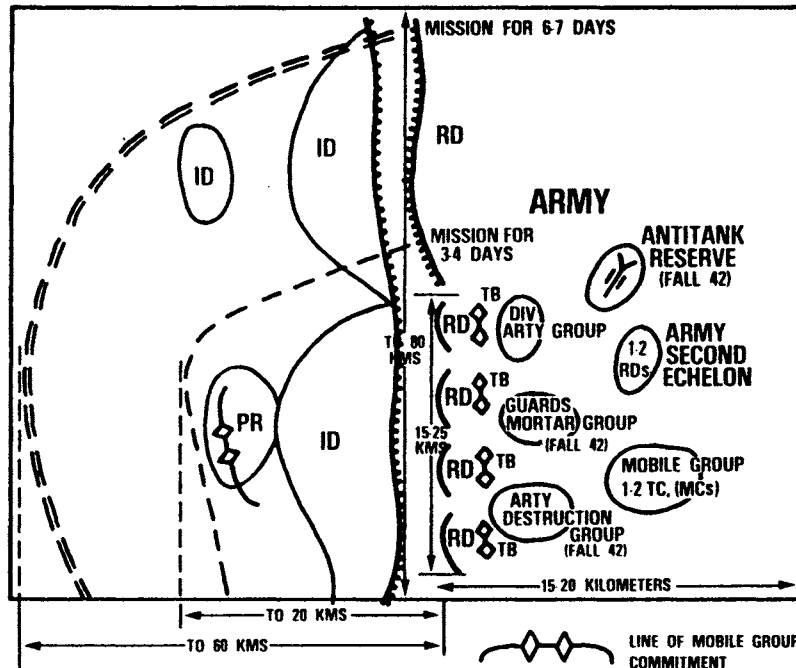 MISSION FOR 6-7 DAYS
ID
RD
ID
ARMY
ANTITANK
RESERVE
(FALL 42)
MISSION FOR
3-4 DAYS
TB
RD
DIV
ARTY GROUP
TO 80
KMS
1-2
RDs
ARMY
SECOND
ECHELON
TB
RD
GUARDS
MORTAR GROUP
(FALL 42)
PR
ID
15-25
KMS
RD
TB
MOBILE GROUP
1-2 TC, (MCs)
ARTY
DESTRUCTION
GROUP
(FALL 42)
RD
TB
15-20 KILOMETERS
TO 20 KMS
TO 60 KMS
LINE OF MOBILE GROUP
COMMITMENT